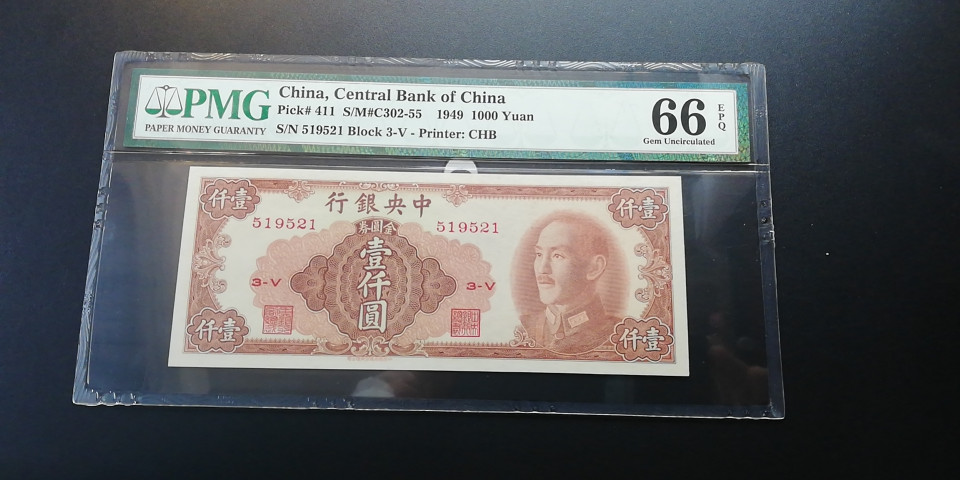 PMG
PAPER MONEY GUARANTY
China, Central Bank of China
Pick# 411 S/M#C302-55 1949 1000 Yuan
S/N 519521 Block 3-V - Printer: CHB
66
EPQ
Gem Uncirculated
仟壹
行銀央中
仟壹
519521
券圓金
519521
壹仟圓
3-V
3-V
仟壹
仟壹